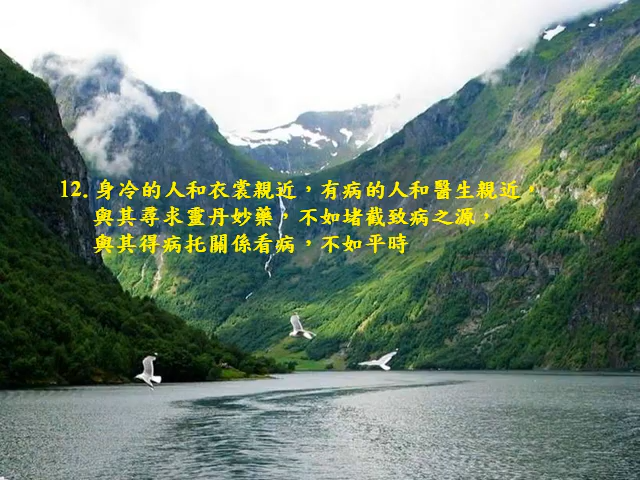 12. 身冷的人和衣裳親近，有病的人和醫生親近，
與其尋求靈丹妙藥，不如堵截致病之源，
與其得病托關係看病，不如平時